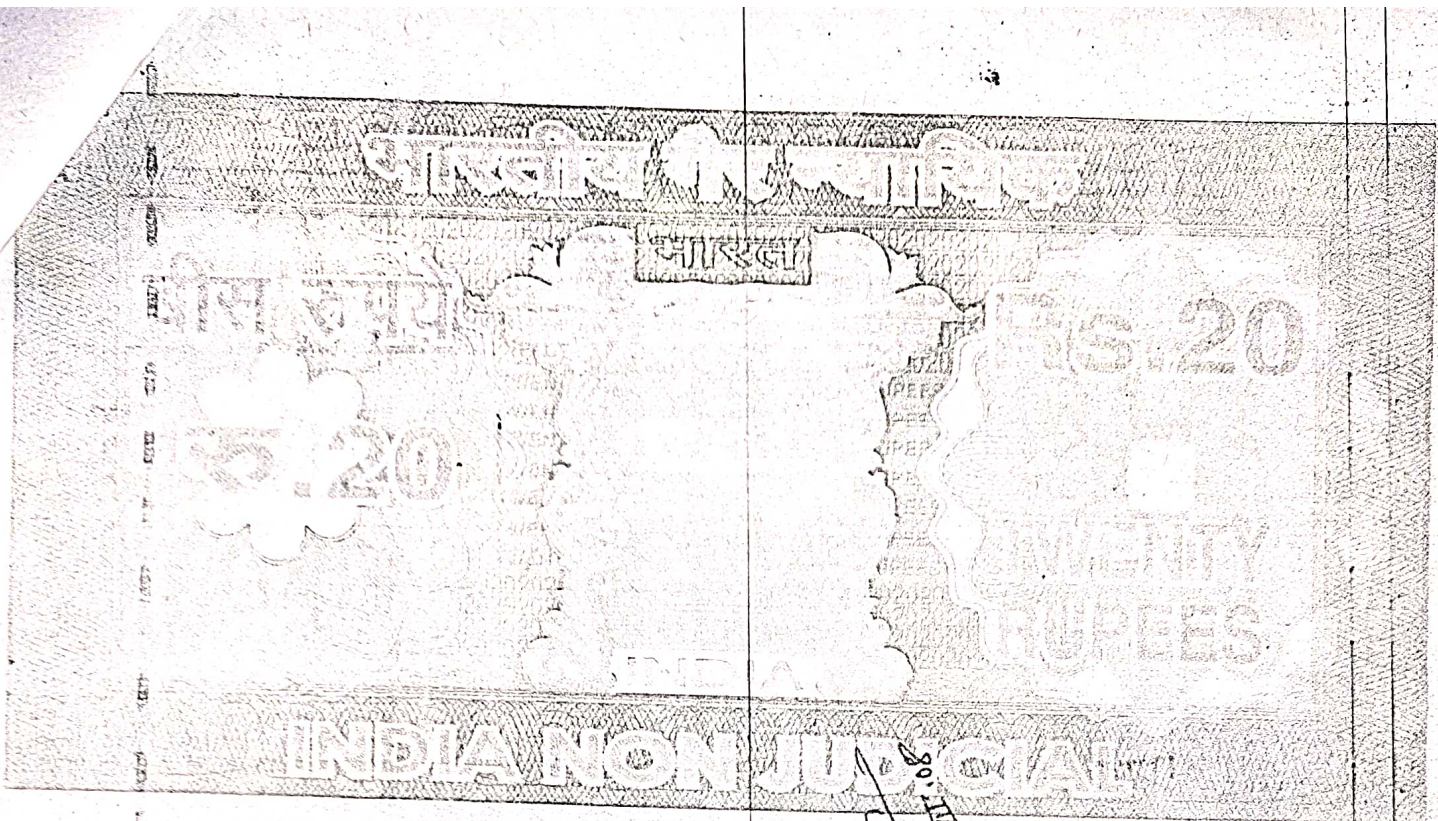 भारतीय गैर न्यायिक
भारत
बीस रुपये
Rs.20
रु.20
TWENTY
RUPEES
INDIA
INDIA NON JUDICIAL